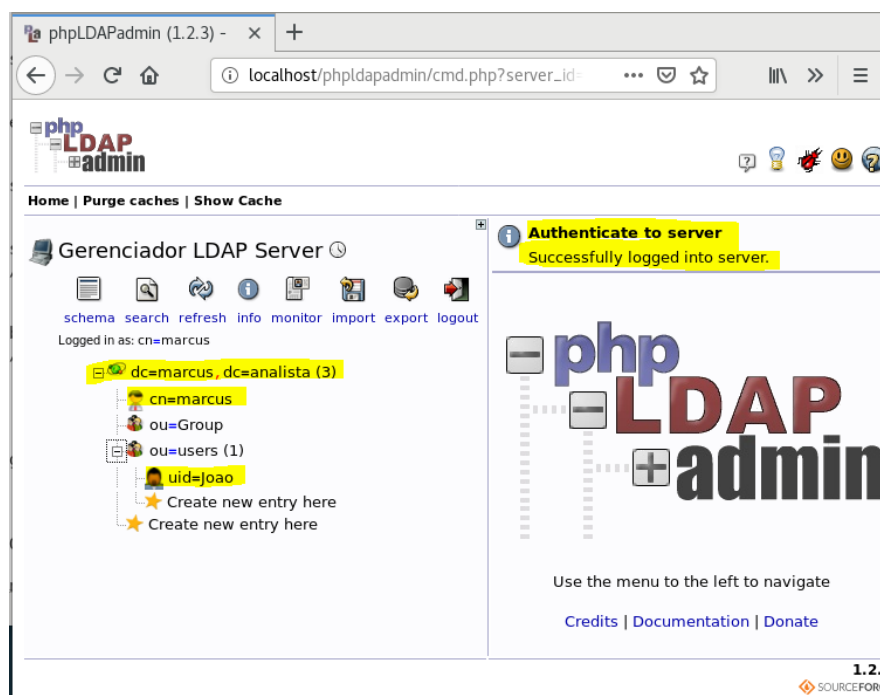 phpLDAPadmin (1.2.3) -
localhost/phpldapadmin/cmd.php?server_id=
php
LDAP
admin
Home | Purge caches | Show Cache
Gerenciador LDAP Server
schema search refresh info monitor import export logout
Logged in as: cn=marcus
dc=marcus,dc=analista (3)
cn=marcus
ou=Group
ou=users (1)
uid=Joao
Create new entry here
Create new entry here
Authenticate to server
Successfully logged into server.
php
LDAP
admin
Use the menu to the left to navigate
Credits | Documentation | Donate
1.2.
SOURCEFOR